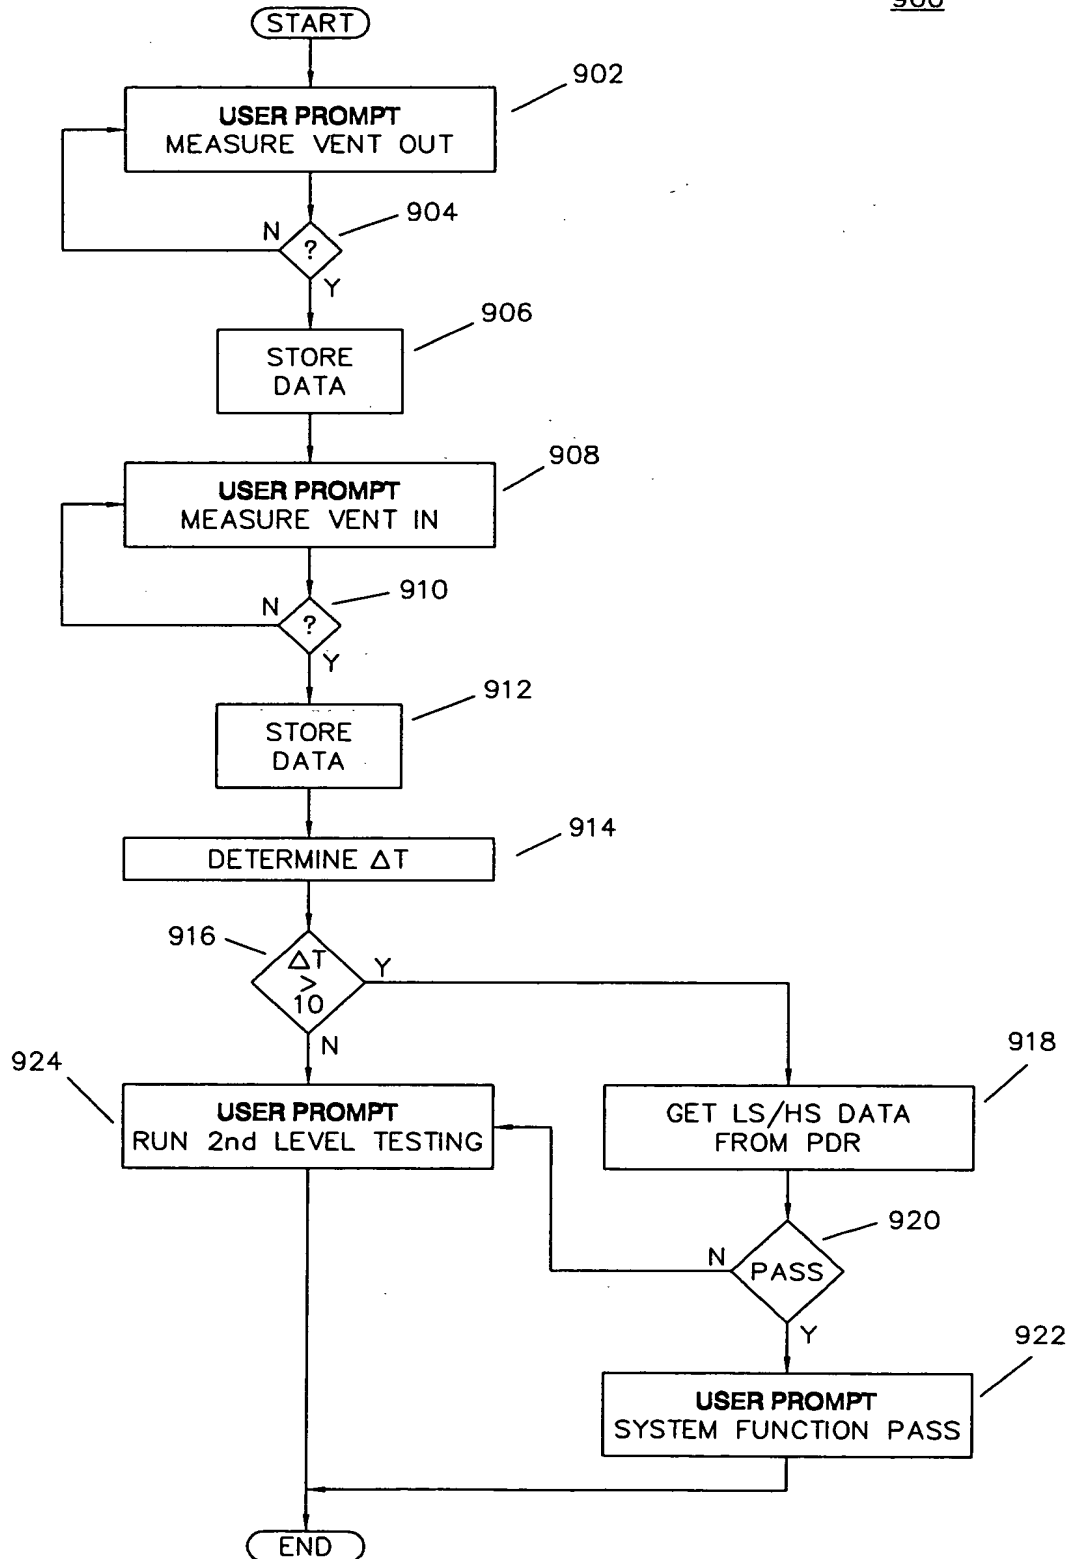 900
START
902
USER PROMPT
MEASURE VENT OUT
904
N
?
Y
906
STORE
DATA
908
USER PROMPT
MEASURE VENT IN
910
N
?
Y
912
STORE
DATA
914
DETERMINE ΔT
916
ΔT
>
10
Y
N
924
USER PROMPT
RUN 2nd LEVEL TESTING
918
GET LS/HS DATA
FROM PDR
920
N
PASS
Y
922
USER PROMPT
SYSTEM FUNCTION PASS
END